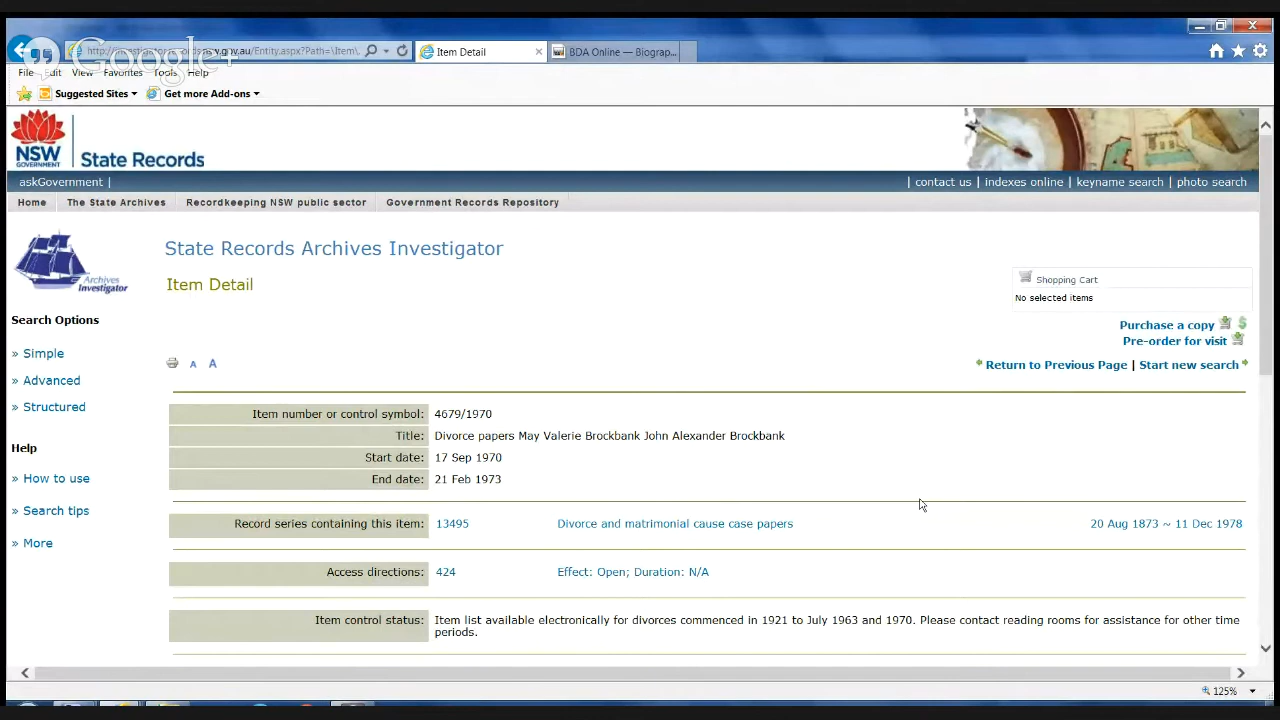 Google+
Item Detail
BDA Online — Biograp...
File Edit View Favorites Tools Help
Suggested Sites
Get more Add-ons
NSW
GOVERNMENT
State Records
askGovernment |
| contact us | indexes online | keyname search | photo search
Home
The State Archives
Recordkeeping NSW public sector
Government Records Repository
Archives
Investigator
State Records Archives Investigator
Item Detail
Shopping Cart
No selected items
Purchase a copy
Pre-order for visit
Return to Previous Page | Start new search
Search Options
» Simple
» Advanced
» Structured
Help
» How to use
» Search tips
» More
A A
Item number or control symbol: 4679/1970
Title: Divorce papers May Valerie Brockbank John Alexander Brockbank
Start date: 17 Sep 1970
End date: 21 Feb 1973
Record series containing this item: 13495 Divorce and matrimonial cause case papers 20 Aug 1873 ~ 11 Dec 1978
Access directions: 424 Effect: Open; Duration: N/A
Item control status: Item list available electronically for divorces commenced in 1921 to July 1963 and 1970. Please contact reading rooms for assistance for other time
periods.
125%